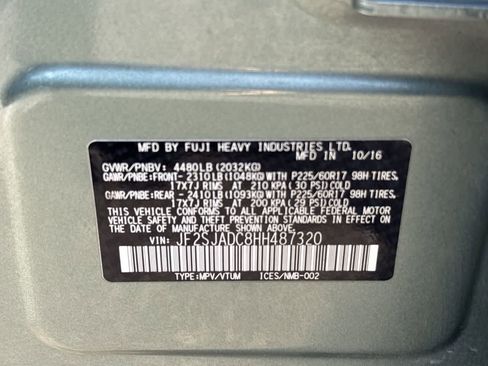 MFD BY FUJI HEAVY INDUSTRIES LTD.
MFD IN 10/16
GVWR/PNBV: 4480LB (2032KG)
GAWR/PNBE:FRONT- 2310LB(1048KG)WITH P225/60R17 98H TIRES,
17X7J RIMS AT 210 KPA (30 PSI)COLD
GAWR/PNBE:REAR -2410LB(1093KG)WITH P225/60R17 98H TIRES,
17X7J RIMS AT 200 KPA (29 PSI)COLD
THIS VEHICLE CONFORMS TO ALL APPLICABLE FEDERAL MOTOR
VEHICLE SAFETY AND BUMPER STANDARDS IN EFFECT ON THE
DATE OF MANUFACTURE SHOWN ABOVE.
VIN: JF2SJADC8HH487320
TYPE:MPV/VTUM ICES/NMB-002